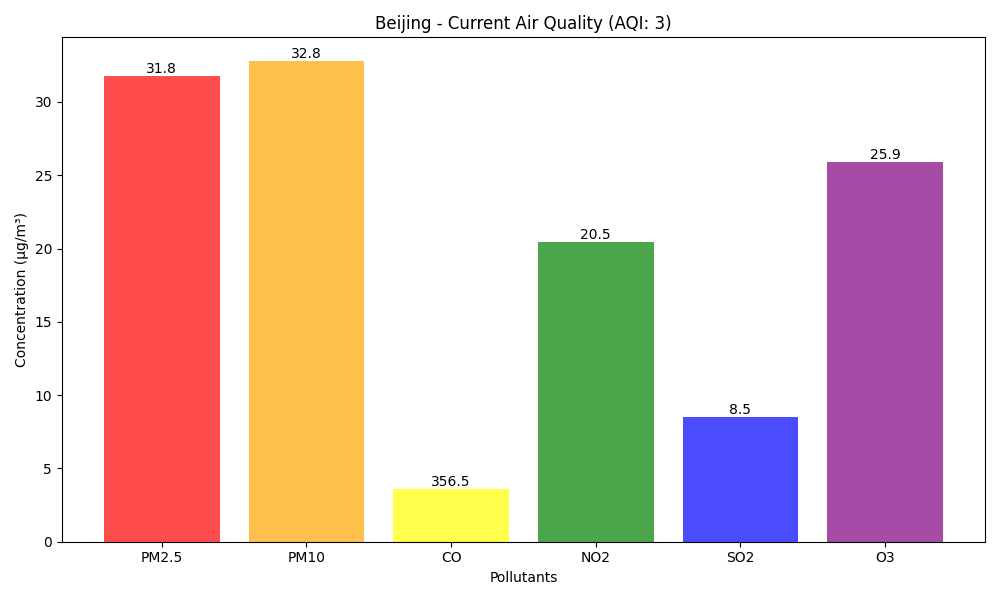 Beijing - Current Air Quality (AQI: 3)
31.8
32.8
356.5
20.5
8.5
25.9
Concentration (μg/m³)
30
25
20
15
10
5
0
PM2.5
PM10
CO
NO2
SO2
O3
Pollutants